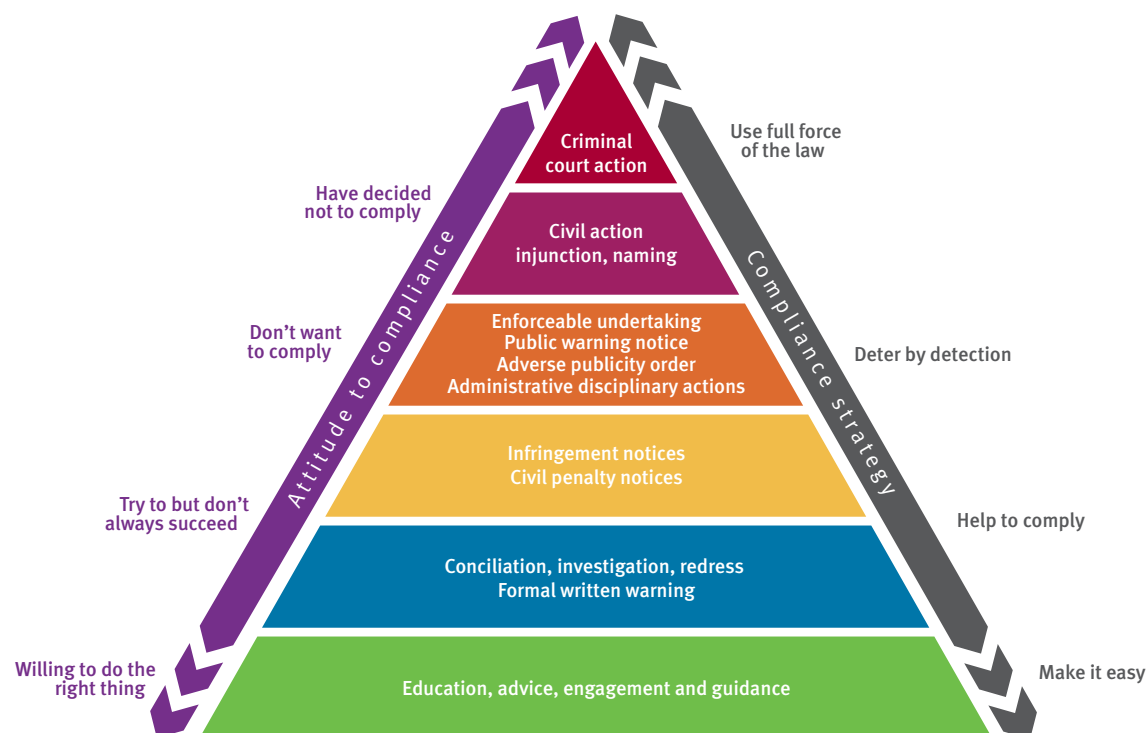 Criminal
court action
Use full force
of the law
Have decided
not to comply
Civil action
injunction, naming
Attitude to compliance
Compliance strategy
Don’t want
to comply
Enforceable undertaking
Public warning notice
Adverse publicity order
Administrative disciplinary actions
Deter by detection
Infringement notices
Civil penalty notices
Try to but don’t
always succeed
Help to comply
Conciliation, investigation, redress
Formal written warning
Willing to do the
right thing
Education, advice, engagement and guidance
Make it easy